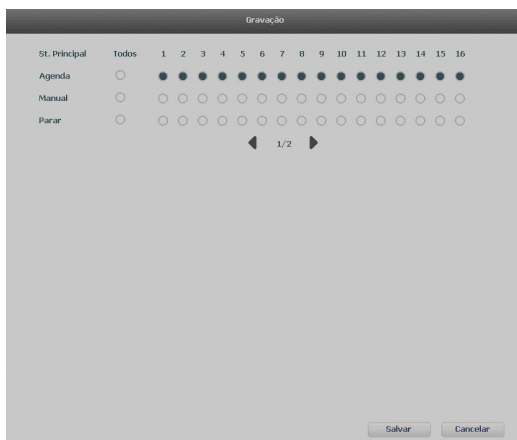 Gravação
St. Principal Todos 1 2 3 4 5 6 7 8 9 10 11 12 13 14 15 16
Agenda
Manual
Parar
1/2
Salvar Cancelar